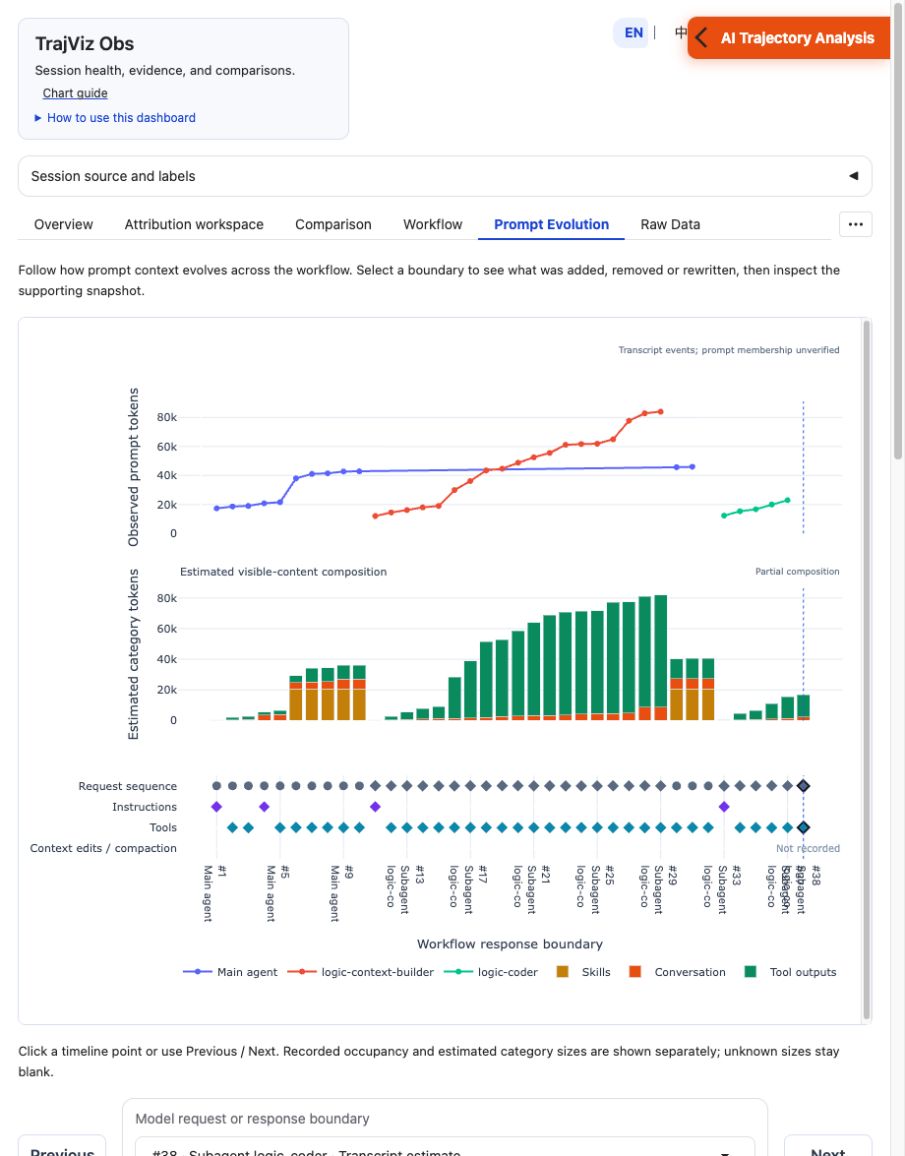 TrajViz Obs
Session health, evidence, and comparisons.
Chart guide
How to use this dashboard
EN | 中
AI Trajectory Analysis
Session source and labels
Overview Attribution workspace Comparison Workflow Prompt Evolution Raw Data ...
Follow how prompt context evolves across the workflow. Select a boundary to see what was added, removed or rewritten, then inspect the
supporting snapshot.
Transcript events; prompt membership unverified
Observed prompt tokens
80k
60k
40k
20k
0
Estimated visible-content composition
Partial composition
Estimated category tokens
80k
60k
40k
20k
0
Request sequence
Instructions
Tools
Context edits / compaction
Not recorded
#1
Main agent
#5
Main agent
#9
Main agent
#13
Subagent
logic-co
#17
Subagent
logic-co
#21
Subagent
logic-co
#25
Subagent
logic-co
#29
Subagent
logic-co
#33
Subagent
logic-co
#38
Subagent
Workflow response boundary
Main agent logic-context-builder logic-coder Skills Conversation Tool outputs
Click a timeline point or use Previous / Next. Recorded occupancy and estimated category sizes are shown separately; unknown sizes stay
blank.
Model request or response boundary
Previous
#38 · Subagent logic-coder · Transcript estimate
Next